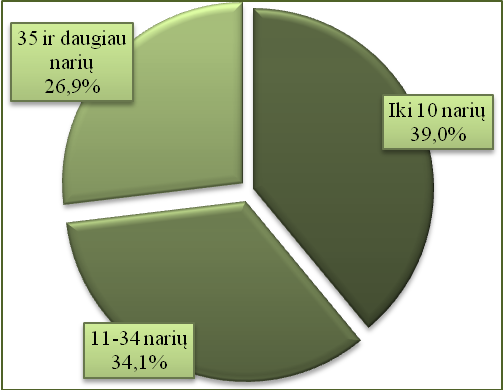 35 ir daugiau
narių
26,9%
Iki 10 narių
39,0%
11-34 narių
34,1%